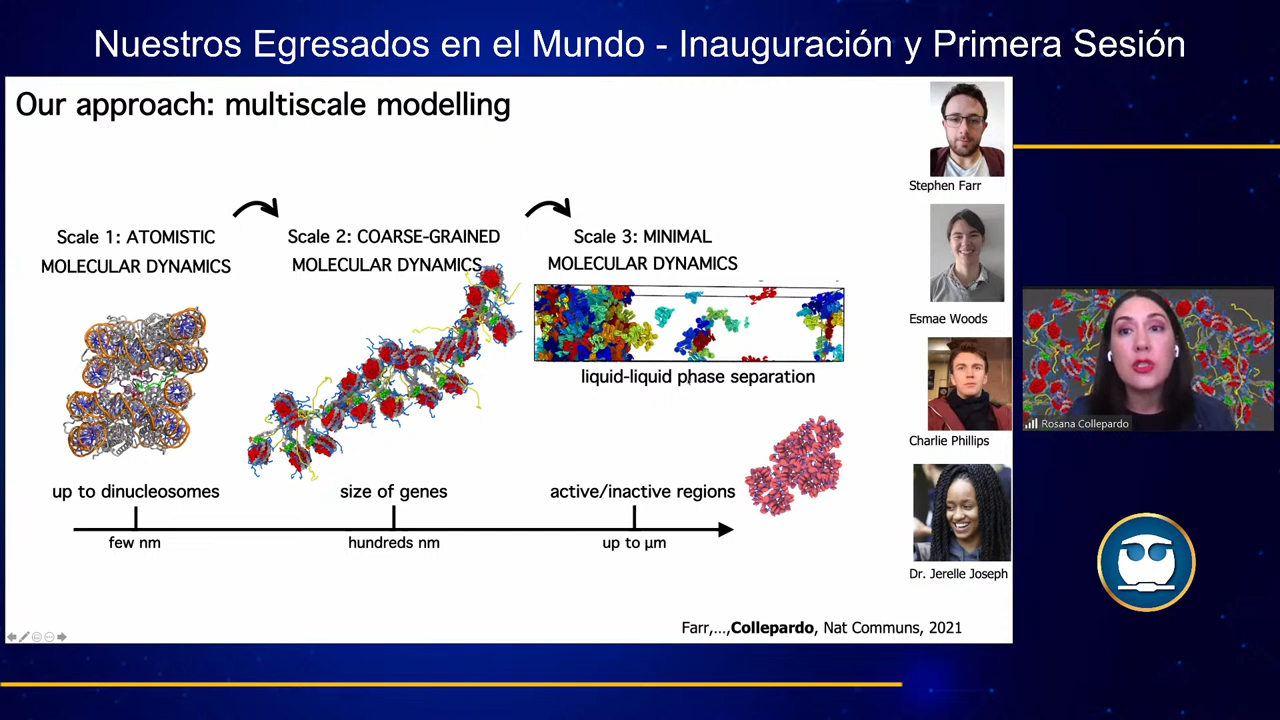 Nuestros Egresados en el Mundo - Inauguración y Primera Sesión
Our approach: multiscale modelling
Scale 1: ATOMISTIC
MOLECULAR DYNAMICS
Scale 2: COARSE-GRAINED
MOLECULAR DYNAMICS
Scale 3: MINIMAL
MOLECULAR DYNAMICS
liquid-liquid phase separation
up to dinucleosomes
size of genes
active/inactive regions
few nm
hundreds nm
up to µm
Stephen Farr
Esmae Woods
Charlie Phillips
Dr. Jerelle Joseph
Farr,...,Collepardo, Nat Communs, 2021
Rosana Collepardo